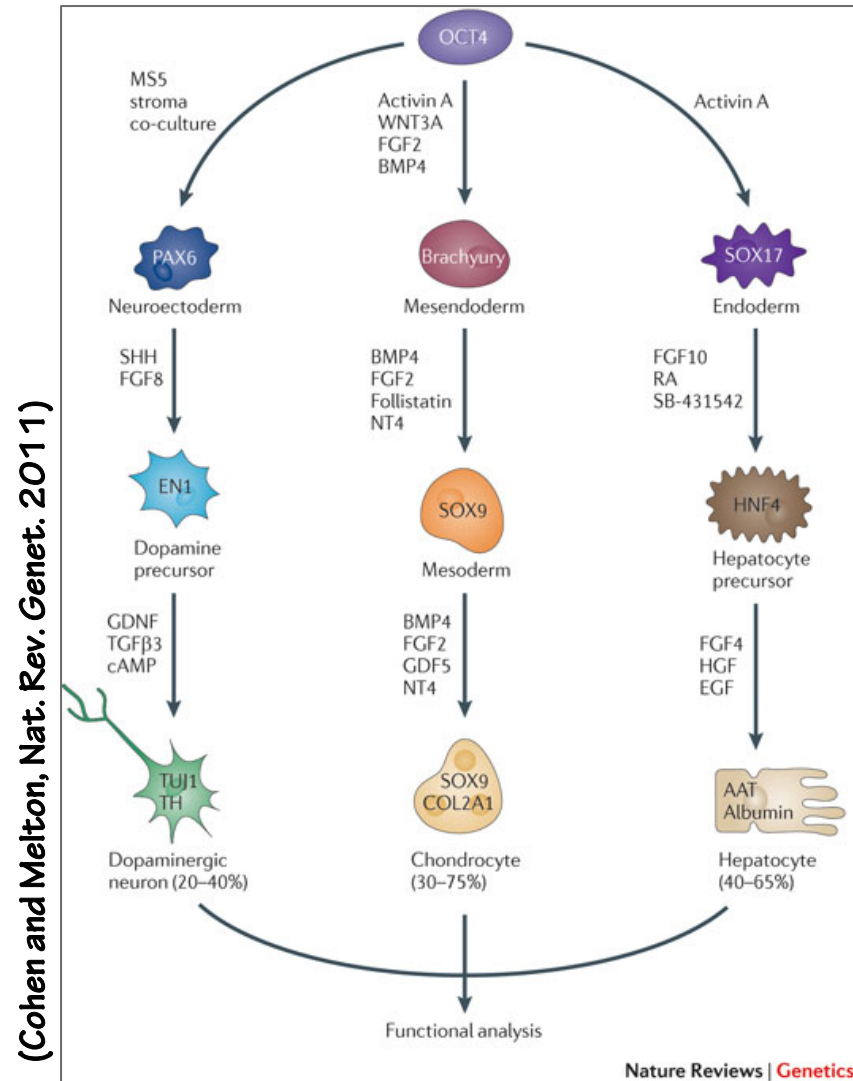 (Cohen and Melton, Nat. Rev. Genet. 2011)
OCT4
MS5
stroma
co-culture
Activin A
WNT3A
FGF2
BMP4
Activin A
PAX6
Neuroectoderm
Brachyury
Mesendoderm
SOX17
Endoderm
SHH
FGF8
BMP4
FGF2
Follistatin
NT4
FGF10
RA
SB-431542
EN1
Dopamine
precursor
SOX9
Mesoderm
HNF4
Hepatocyte
precursor
GDNF
TGFβ3
cAMP
BMP4
FGF2
GDF5
NT4
FGF4
HGF
EGF
TUJ1
TH
Dopaminergic
neuron (20–40%)
SOX9
COL2A1
Chondrocyte
(30–75%)
AAT
Albumin
Hepatocyte
(40–65%)
Functional analysis
Nature Reviews | Genetics